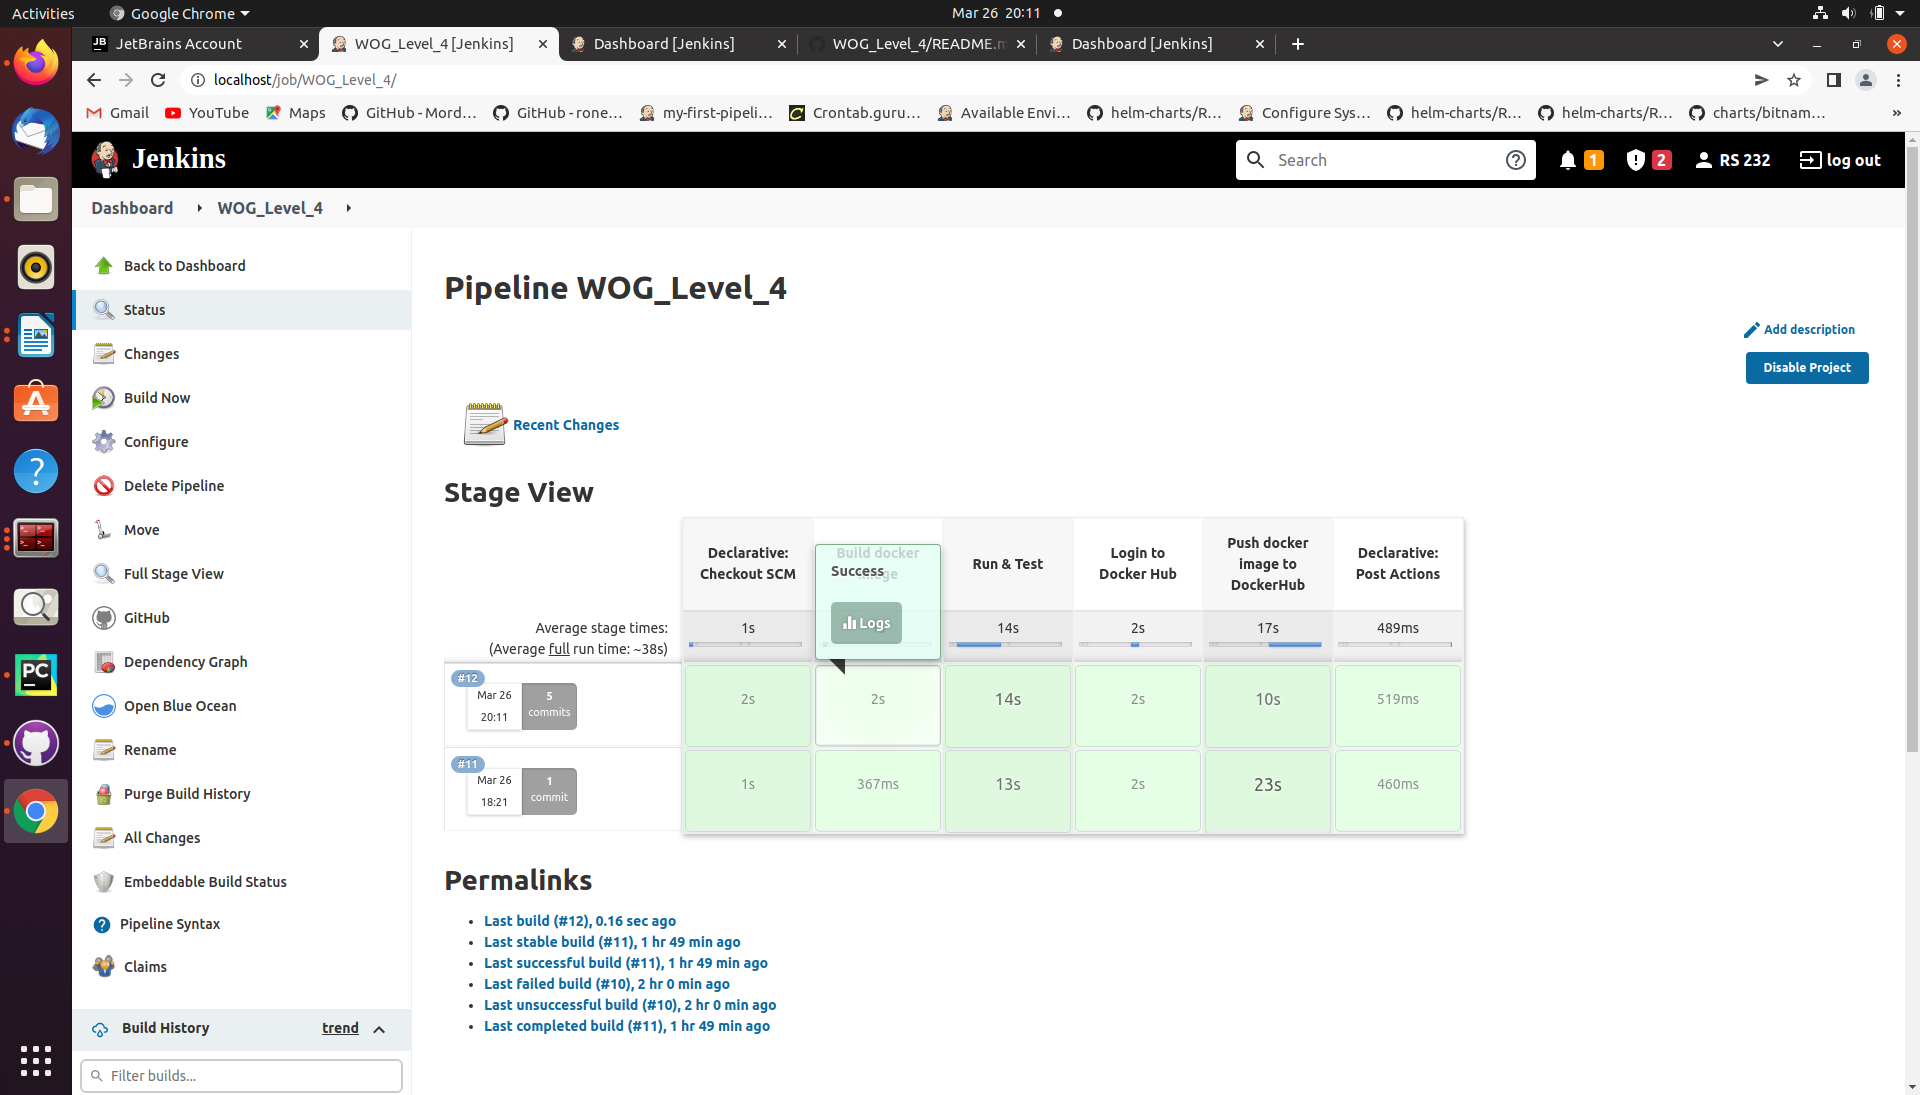 Activities
Google Chrome
Mar 26 20:11
JetBrains Account
WOG_Level_4 [Jenkins]
Dashboard [Jenkins]
WOG_Level_4/README.m
Dashboard [Jenkins]
localhost/job/WOG_Level_4/
Gmail
YouTube
Maps
GitHub - Mord...
GitHub - rone...
my-first-pipeli...
Crontab.guru...
Available Envi...
helm-charts/R...
Configure Sys...
helm-charts/R...
helm-charts/R...
charts/bitnam...
»
Jenkins
Search
1
2
RS 232
log out
Dashboard
WOG_Level_4
Back to Dashboard
Status
Changes
Build Now
Configure
Delete Pipeline
Move
Full Stage View
GitHub
Dependency Graph
Open Blue Ocean
Rename
Purge Build History
All Changes
Embeddable Build Status
Pipeline Syntax
Claims
Build History
trend
Filter builds...
Pipeline WOG_Level_4
Add description
Disable Project
Recent Changes
Stage View
Declarative:
Checkout SCM
Build docker
image
Success
Logs
Run & Test
Login to
Docker Hub
Push docker
image to
DockerHub
Declarative:
Post Actions
Average stage times:
(Average full run time: ~38s)
1s
14s
2s
17s
489ms
#12
Mar 26
20:11
5
commits
2s
2s
14s
2s
10s
519ms
#11
Mar 26
18:21
1
commit
1s
367ms
13s
2s
23s
460ms
Permalinks
Last build (#12), 0.16 sec ago
Last stable build (#11), 1 hr 49 min ago
Last successful build (#11), 1 hr 49 min ago
Last failed build (#10), 2 hr 0 min ago
Last unsuccessful build (#10), 2 hr 0 min ago
Last completed build (#11), 1 hr 49 min ago